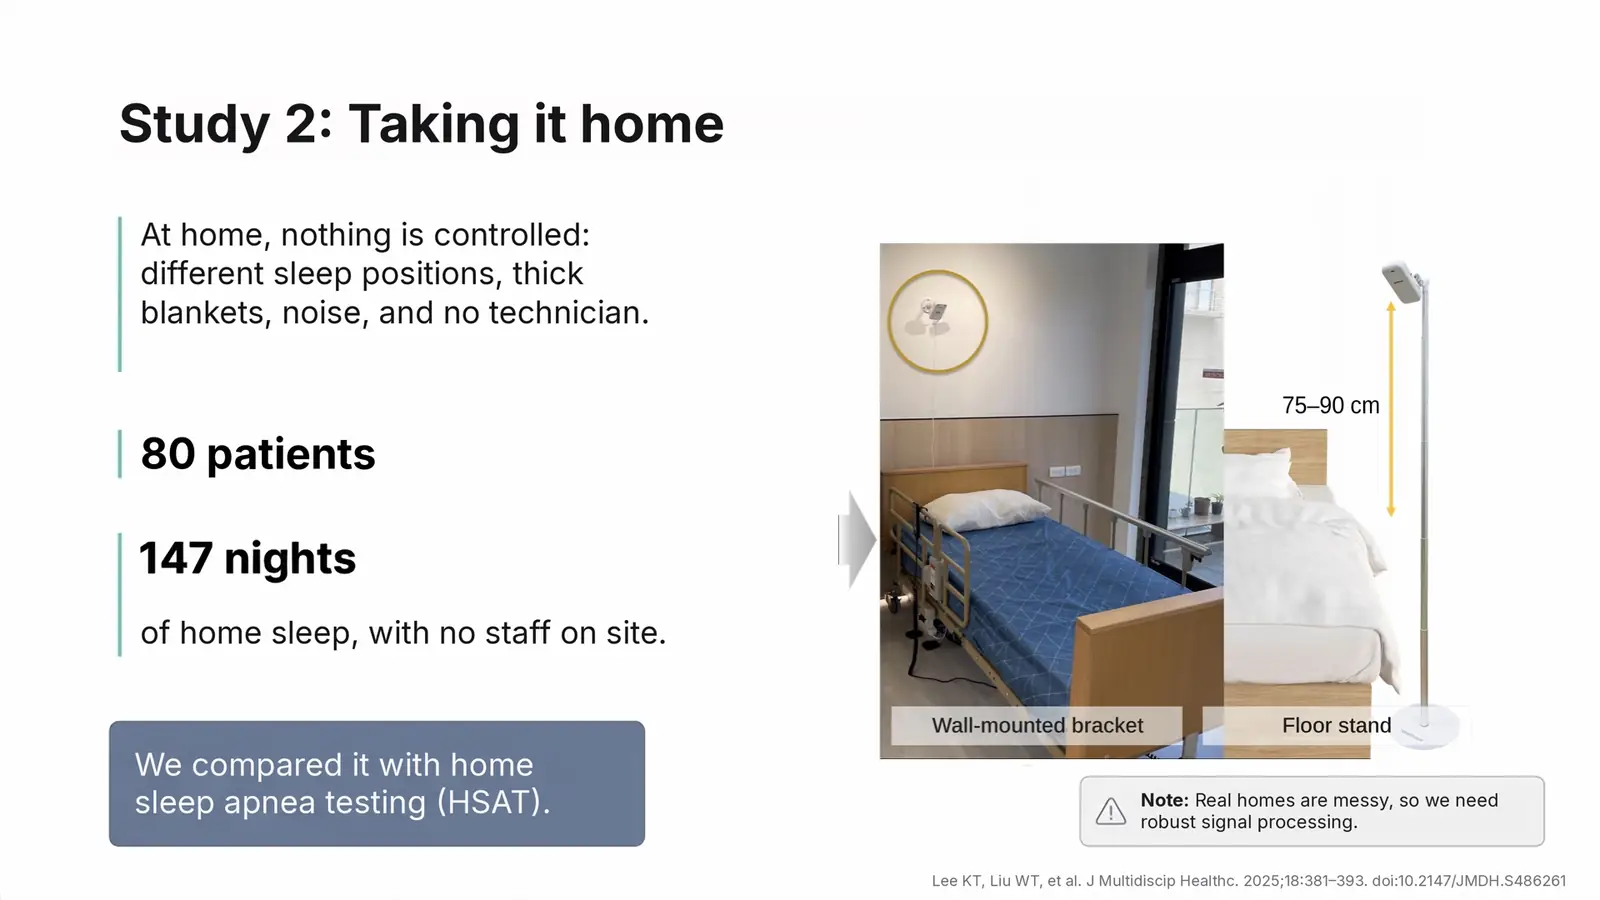 Study 2: Taking it home
At home, nothing is controlled:
different sleep positions, thick
blankets, noise, and no technician.
80 patients
147 nights
of home sleep, with no staff on site.
We compared it with home
sleep apnea testing (HSAT).
75–90 cm
Wall-mounted bracket
Floor stand
Note: Real homes are messy, so we need
robust signal processing.
Lee KT, Liu WT, et al. J Multidiscip Healthc. 2025;18:381–393. doi:10.2147/JMDH.S486261